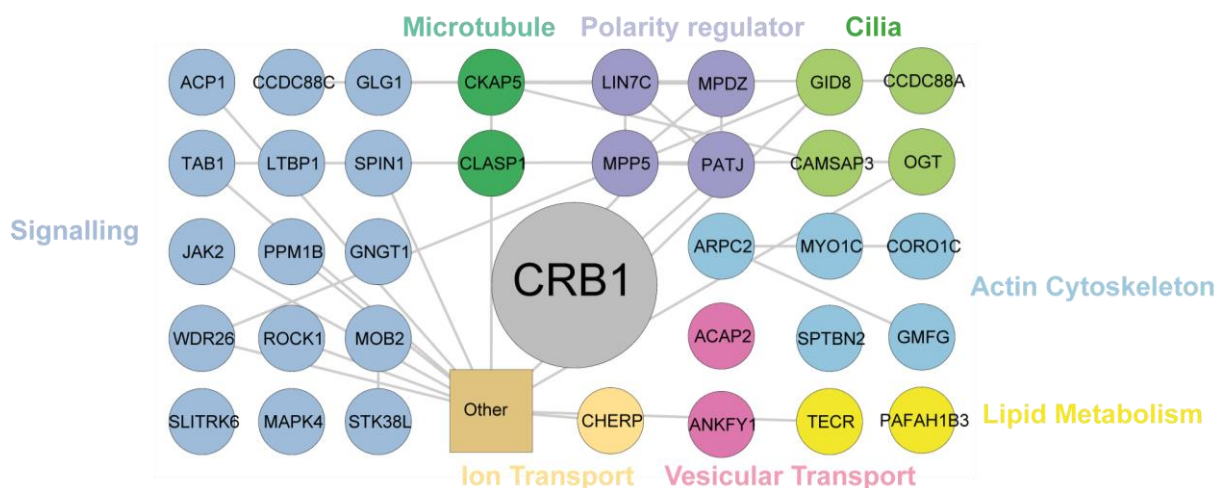 Microtubule Polarity regulator Cilia
ACP1 CCDC88C GLG1 CKAP5 LIN7C MPDZ GID8 CCDC88A
TAB1 LTBP1 SPIN1 CLASP1 MPP5 PATJ CAMSAP3 OGT
Signalling
JAK2 PPM1B GNGT1 ARPC2 MYO1C CORO1C
CRB1
Actin Cytoskeleton
WDR26 ROCK1 MOB2 ACAP2 SPTBN2 GMFG
Other
SLITRK6 MAPK4 STK38L CHERP ANKFY1 TECR PAFAH1B3
Lipid Metabolism
Ion Transport Vesicular Transport